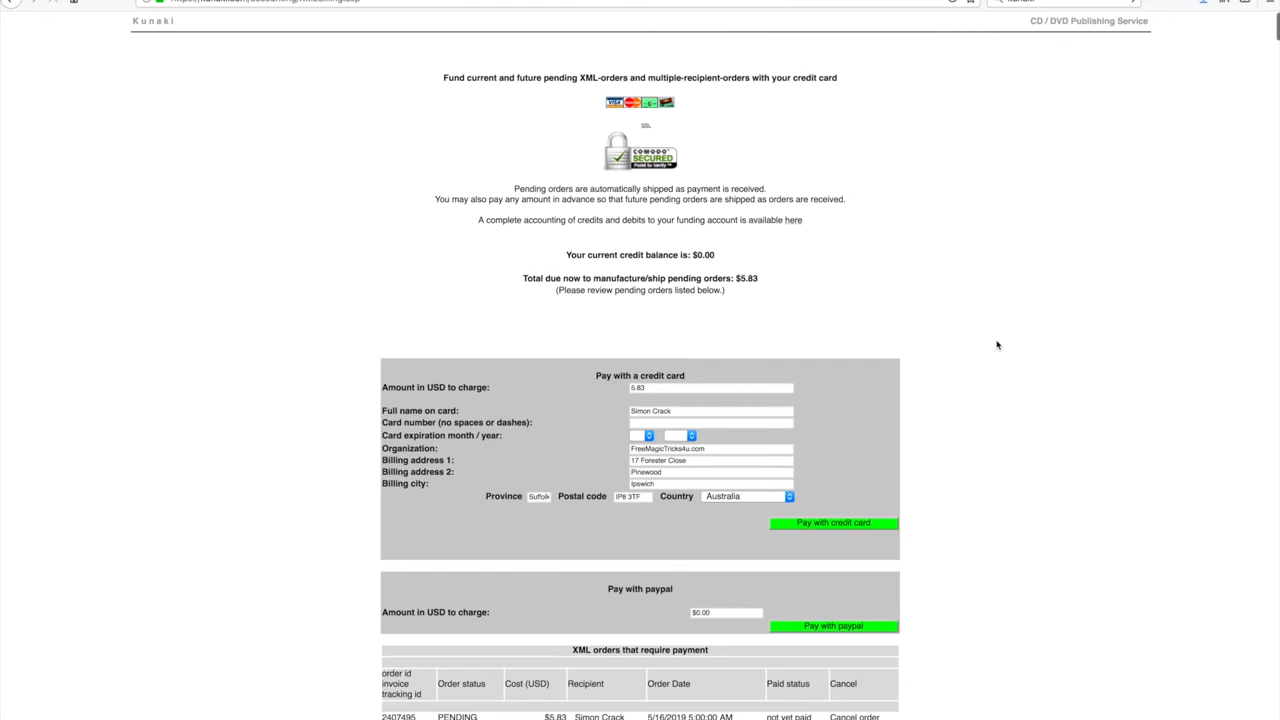 Kunaki
CD / DVD Publishing Service
Fund current and future pending XML-orders and multiple-recipient-orders with your credit card
VISA
SSL
COMODO
SECURED
Pending orders are automatically shipped as payment is received.
You may also pay any amount in advance so that future pending orders are shipped as orders are received.
A complete accounting of credits and debits to your funding account is available here
Your current credit balance is: $0.00
Total due now to manufacture/ship pending orders: $5.83
(Please review pending orders listed below.)
Pay with a credit card
Amount in USD to charge: 5.83
Full name on card: Simon Crack
Card number (no spaces or dashes):
Card expiration month / year:
Organization: FreeMagicTricks4u.com
Billing address 1: 17 Forester Close
Billing address 2: Pinewood
Billing city: Ipswich
Province Suffolk Postal code IP8 3TF Country Australia
Pay with credit card
Pay with paypal
Amount in USD to charge: $0.00
Pay with paypal
XML orders that require payment
order id
invoice
tracking id
Order status
Cost (USD)
Recipient
Order Date
Paid status
Cancel
2407495 PENDING $5.83 Simon Crack 5/16/2019 5:00:00 AM not yet paid Cancel order